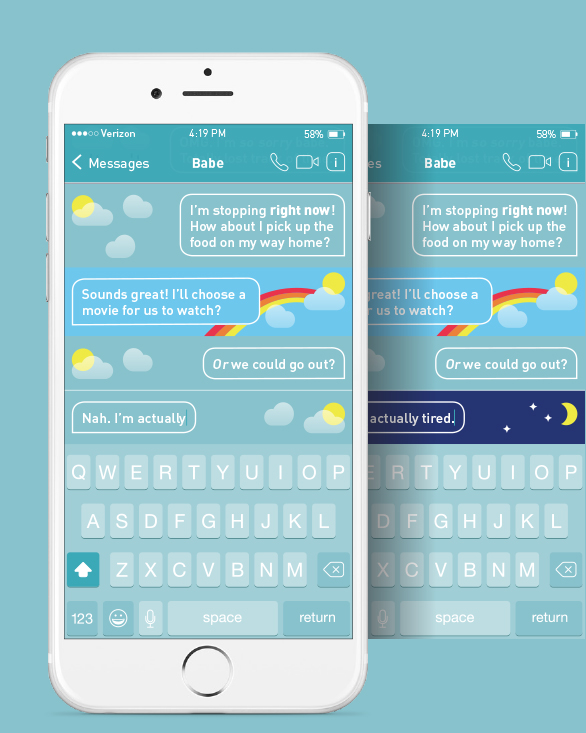 Verizon
4:19 PM
58%
Messages
Babe
i
I'm stopping right now!
How about I pick up the
food on my way home?
Sounds great! I'll choose a
movie for us to watch?
Or we could go out?
Nah. I'm actually
Q W E R T Y U I O P
A S D F G H J K L
Z X C V B N M
123
space
return
4:19 PM
58%
es
Babe
i
I'm stopping right now!
How about I pick up the
food on my way home?
great! I'll choose a
r us to watch?
Or we could go out?
actually tired.
E R T Y U I O P
D F G H J K L
X C V B N M
space
return